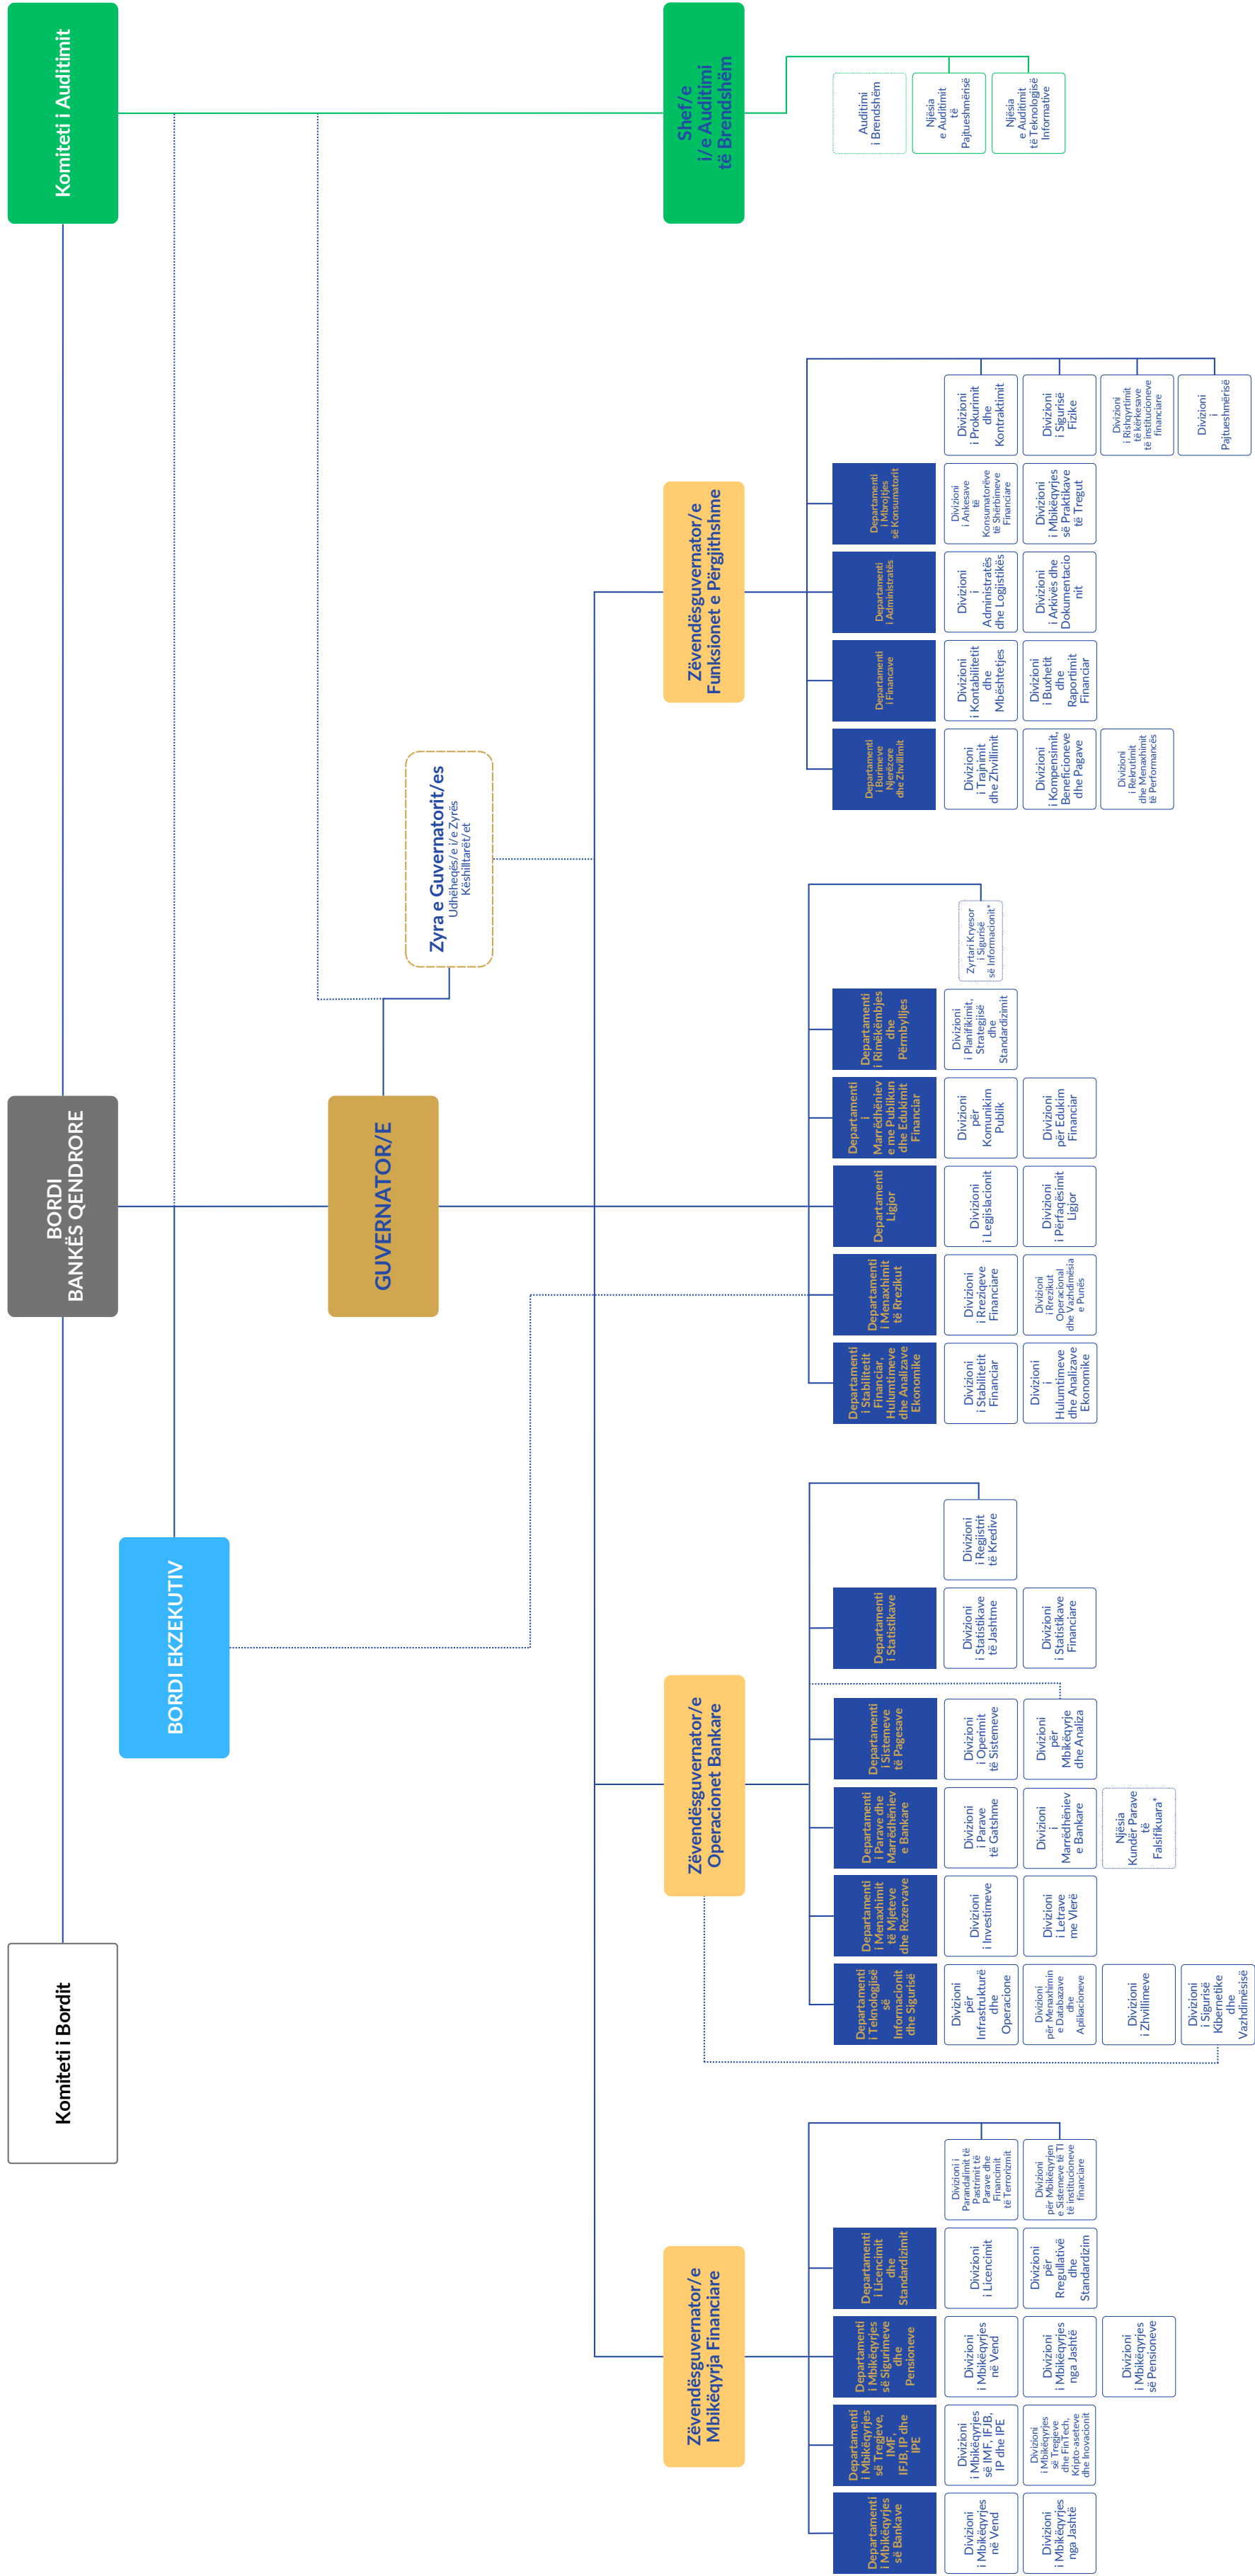 Komiteti i Bordit
BORDI
BANKËS QENDRORE
Komiteti i Auditimit
BORDI EKZEKUTIV
GUVERNATOR/E
Zyra e Guvernatorit/es
Udhëheqës/e i/e Zyrës
Këshilltarët/et
Zëvendësguvernator/e
Mbikëqyrja Financiare
Zëvendësguvernator/e
Operacionet Bankare
Zëvendësguvernator/e
Funksionet e Përgjithshme
Shef/e
i/e Auditimi
të Brendshëm
Departamenti
i Mbikëqyrjes
së Bankave
Divizioni
i Mbikëqyrjes
në Vend
Divizioni
i Mbikëqyrjes
nga Jashtë
Departamenti
i Mbikëqyrjes
së Tregjeve,
IMF,
IFJB, IP dhe
IPE
Divizioni
i Mbikëqyrjes
së IMF, IFJB,
IP dhe IPE
Divizioni
i Mbikëqyrjes
së Tregjeve
dhe FinTech,
Kripto-aseteve
dhe Inovacionit
Departamenti
i Mbikëqyrjes
së Sigurimeve
dhe
Pensioneve
Divizioni
i Mbikëqyrjes
në Vend
Divizioni
i Mbikëqyrjes
nga Jashtë
Divizioni
i Mbikëqyrjes
së Pensioneve
Departamenti
i Licencimit
dhe
Standardizimit
Divizioni
i Licencimit
Divizioni
për
Rregullativë
dhe
Standardizim
Divizioni i
Parandalimit të
Pastrimit të
Parave dhe
Financimit
të Terrorizmit
Divizioni
për Mbikëqyrjen
e Sistemeve të TI
të institucioneve
financiare
Departamenti
i Teknologjisë
së
Informacionit
dhe Sigurisë
Divizioni
për
Infrastrukturë
dhe
Operacione
Divizioni
për Menaxhimin
e Databazave
dhe
Aplikacioneve
Divizioni
i Zhvillimeve
Divizioni
i Sigurisë
Kibernetike
dhe
Vazhdimësisë
Departamenti
i Menaxhimit
të Mjeteve
dhe Rezervave
Divizioni
i Investimeve
Divizioni
i Letrave
me Vlerë
Departamenti
i Parave dhe
Marrëdhëniev
e Bankare
Divizioni
i Parave
të Gatshme
Divizioni
i
Marrëdhëniev
e Bankare
Njësia
Kundër Parave
të
Falsifikuara*
Departamenti
i Sistemeve
të Pagesave
Divizioni
i Operimit
të Sistemeve
Divizioni
për
Mbikëqyrje
dhe Analiza
Departamenti
i Statistikave
Divizioni
i Statistikave
të Jashtme
Divizioni
i Statistikave
Financiare
Divizioni
i Regjistrit
të Kredive
Departamenti
i Stabilitetit
Financiar,
Hulumtimeve
dhe Analizave
Ekonomike
Divizioni
i Stabilitetit
Financiar
Divizioni
i
Hulumtimeve
dhe Analizave
Ekonomike
Departamenti
i Menaxhimit
të Rrezikut
Divizioni
i Rreziqeve
Financiare
Divizioni
i Rrezikut
Operacional
dhe Vazhdimësia
e Punës
Departamenti
Ligjor
Divizioni
i Legjislacionit
Divizioni
i Përfaqësimit
Ligjor
Departamenti
i
Marrëdhëniev
e me Publikun
dhe Edukimit
Financiar
Divizioni
për
Komunikim
Publik
Divizioni
për Edukim
Financiar
Departamenti
i Rimëkëmbjes
dhe
Përmbylljes
Divizioni
i Planifikimit,
Strategjisë
dhe
Standardizimit
Zyrtari Kryesor
i Sigurisë
së Informacionit*
Departamenti
i Burimeve
Njerëzore
dhe Zhvillimit
Divizioni
i Trajnimit
dhe Zhvillimit
Divizioni
i Kompensimit,
Beneficioneve
dhe Pagave
Divizioni
i Rekrutimit
dhe Menaxhimit
të Performancës
Departamenti
i Financave
Divizioni
i Kontabilitetit
dhe
Mbështetjes
Divizioni
i Buxhetit
dhe
Raportimit
Financiar
Departamenti
i Administratës
Divizioni
i
Administratës
dhe Logjistikës
Divizioni
i Arkivës dhe
Dokumentacio
nit
Departamenti
i Mbrojtjes
së Konsumatorit
Divizioni
i Ankesave
të
Konsumatorëve
të Shërbimeve
Financiare
Divizioni
i Mbikëqyrjes
së Praktikave
të Tregut
Divizioni
i Prokurimit
dhe
Kontraktimit
Divizioni
i Sigurisë
Fizike
Divizioni
i Rishqyrtimit
të kërkesave
të institucioneve
financiare
Divizioni
i
Pajtueshmërisë
Auditimi
i Brendshëm
Njësia
e Auditimit
të
Pajtueshmërisë
Njësia
e Auditimit
të Teknologjisë
Informative